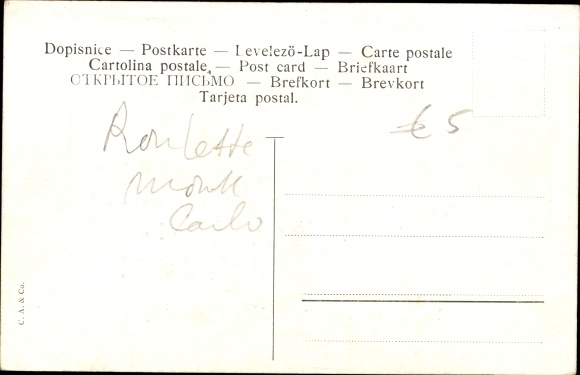 Dopisnice — Postkarte — Levelező-Lap — Carte postale
Cartolina postale, — Post card — Briefkaart
ОТКРЫТОЕ ПИСЬМО — Brefkort — Brevkort
Tarjeta postal.
€ 5
Roulette
Monte
Carlo
C. A. & Co.